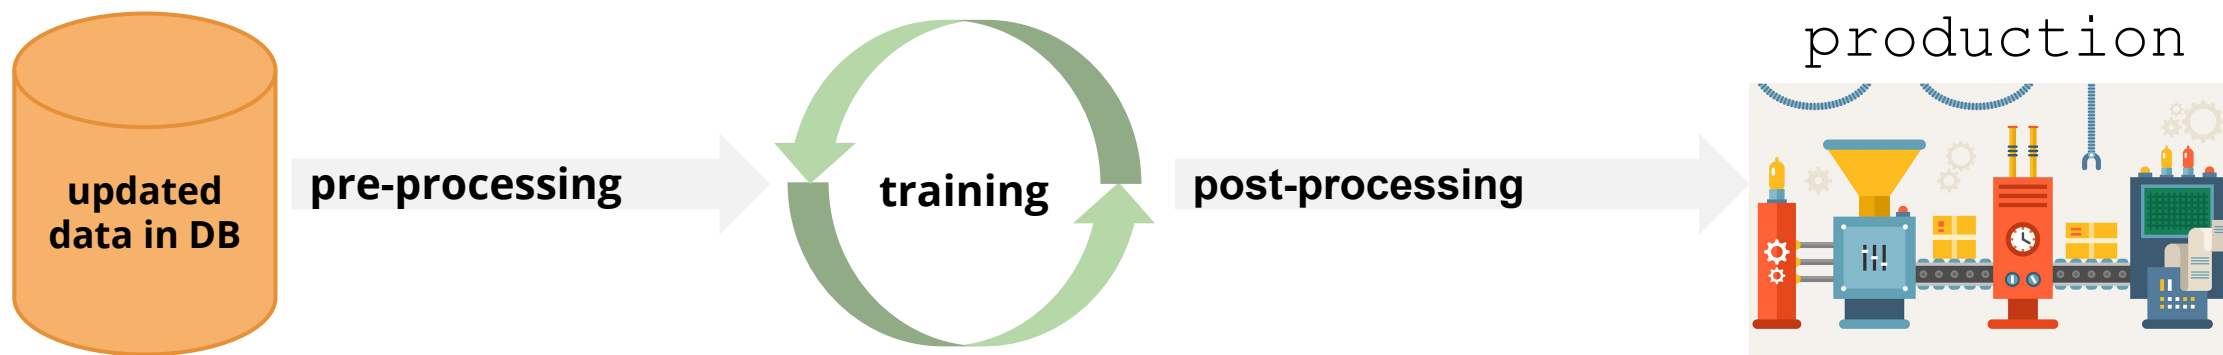 production
updated
data in DB
pre-processing
training
post-processing